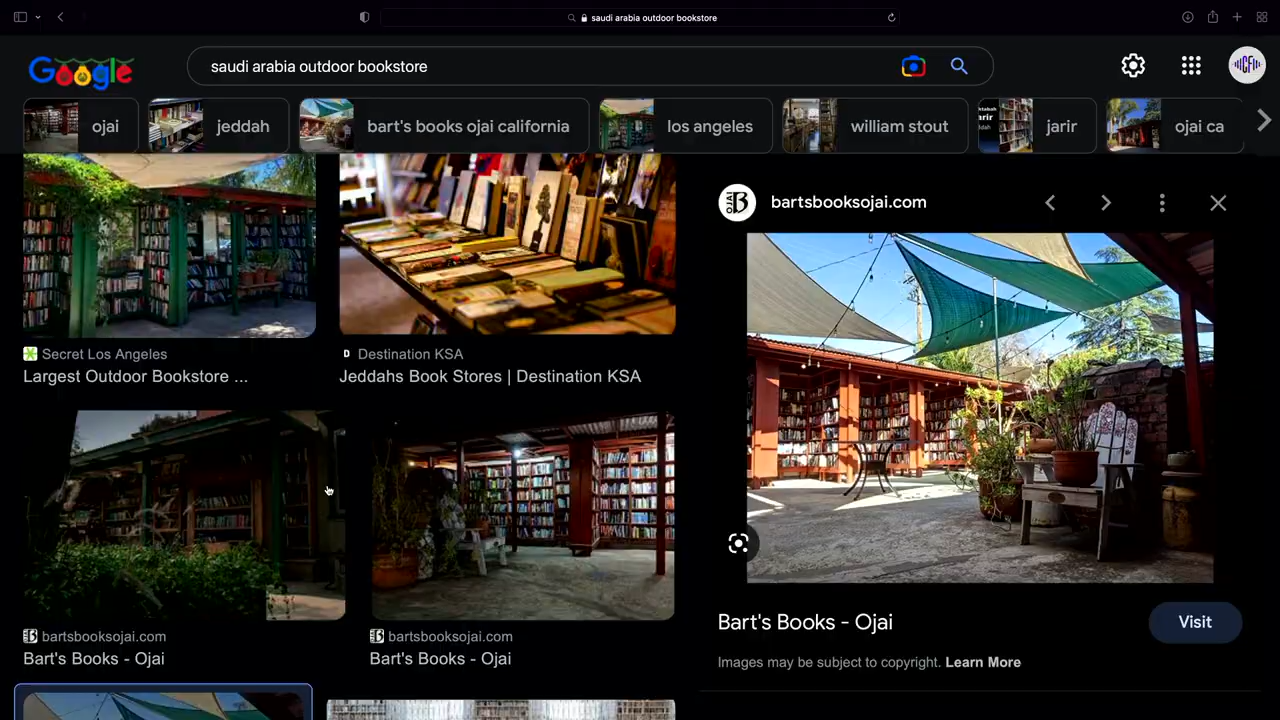 saudi arabia outdoor bookstore
Google
saudi arabia outdoor bookstore
ojai
jeddah
bart's books ojai california
los angeles
william stout
jarir
ojai ca
bartsbooksojai.com
Secret Los Angeles
Largest Outdoor Bookstore ...
Destination KSA
Jeddahs Book Stores | Destination KSA
bartsbooksojai.com
Bart's Books - Ojai
bartsbooksojai.com
Bart's Books - Ojai
Bart's Books - Ojai
Visit
Images may be subject to copyright. Learn More